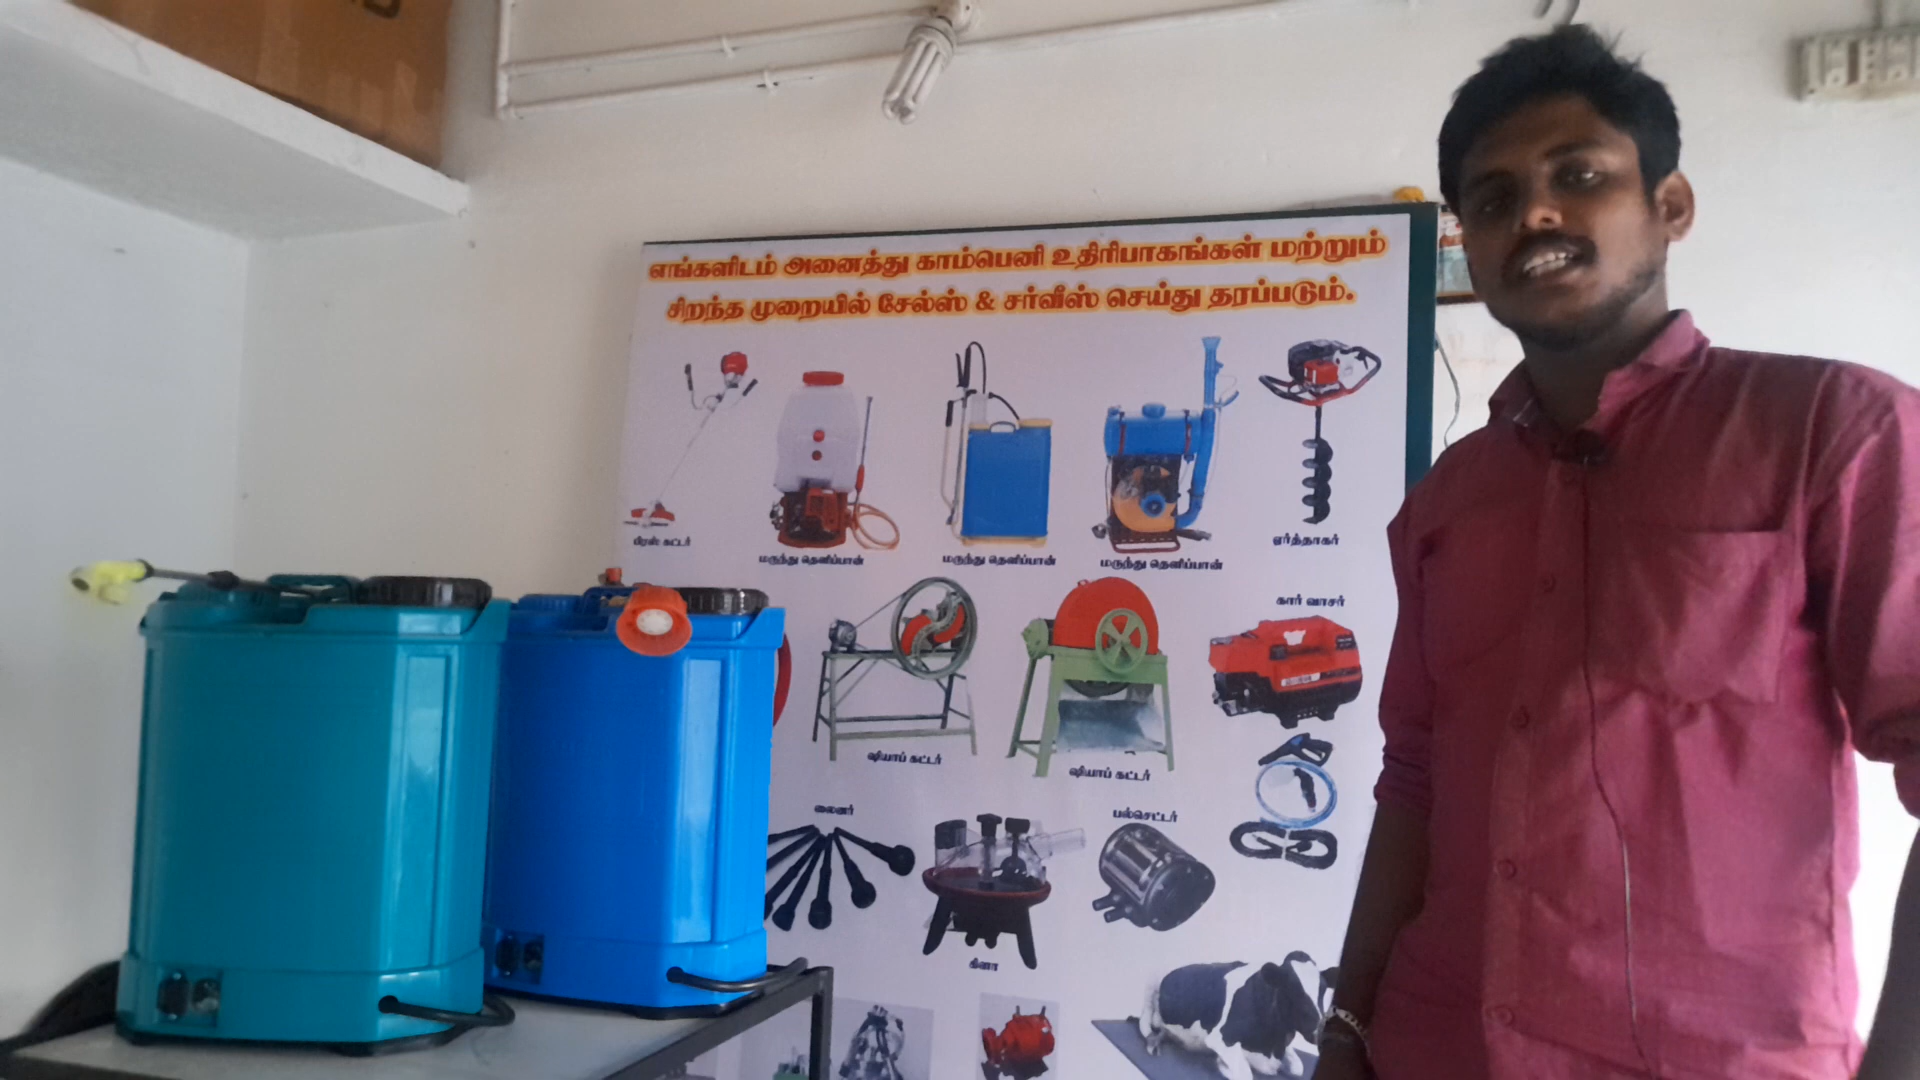 எங்களிடம் அனைத்து காம்பெனி உதிரிபாகங்கள் மற்றும்
சிறந்த முறையில் சேல்ஸ் & சர்வீஸ் செய்து தரப்படும்.
பிரஸ் கட்டர்
மருந்து தெளிப்பான்
மருந்து தெளிப்பான்
மருந்து தெளிப்பான்
ஏர்த்தாகர்
கார் வாசர்
ஷியாப் கட்டர்
ஷியாப் கட்டர்
லைனர்
பல்செட்டர்
கிளா